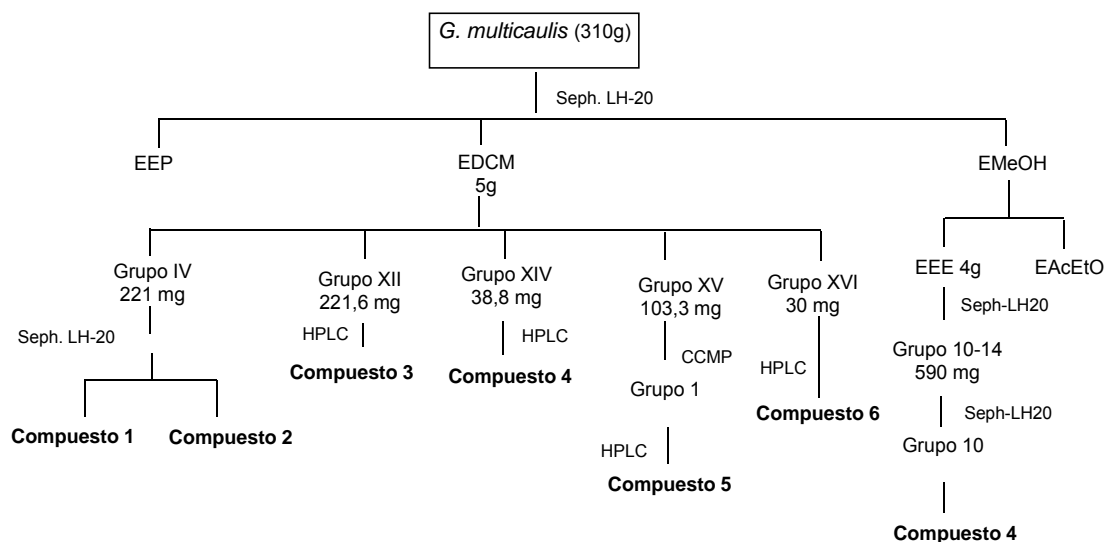 G. multicaulis (310g)
Seph. LH-20
EEP
EDCM
5g
EMeOH
Grupo IV
221 mg
Grupo XII
221,6 mg
Grupo XIV
38,8 mg
Grupo XV
103,3 mg
Grupo XVI
30 mg
EEE 4g
EAcEtO
Seph. LH-20
HPLC
HPLC
CCMP
HPLC
Seph-LH20
Compuesto 1
Compuesto 2
Compuesto 3
Compuesto 4
Grupo 1
HPLC
Compuesto 5
Compuesto 6
Grupo 10-14
590 mg
Seph-LH20
Grupo 10
Compuesto 4